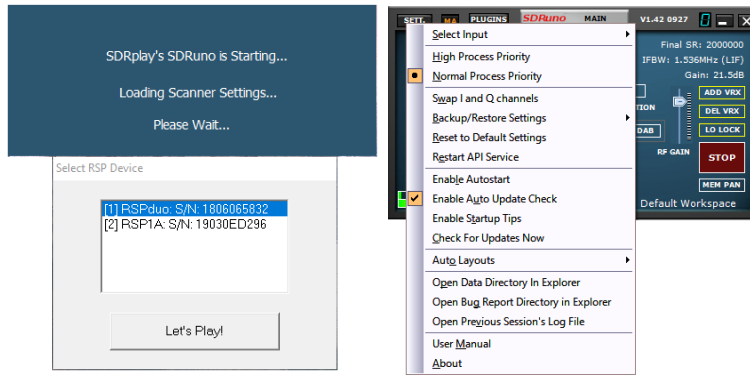 SDRplay's SDRuno is Starting...
Loading Scanner Settings...
Please Wait...
Select RSP Device
[1] RSPduo: S/N: 1806065832
[2] RSP1A: S/N: 19030ED296
Let's Play!
SETT. MA PLUGINS SDRuno MAIN V1.42 0927 0
Select Input
High Process Priority
Normal Process Priority
Swap I and Q channels
Backup/Restore Settings
Reset to Default Settings
Restart API Service
Enable Autostart
Enable Auto Update Check
Enable Startup Tips
Check For Updates Now
Auto Layouts
Open Data Directory In Explorer
Open Bug Report Directory in Explorer
Open Previous Session's Log File
User Manual
About
Final SR: 2000000
IFBW: 1.536MHz (LIF)
Gain: 21.5dB
ADD VRX
TION
DEL VRX
DAB
LO LOCK
RF GAIN
STOP
MEM PAN
Default Workspace